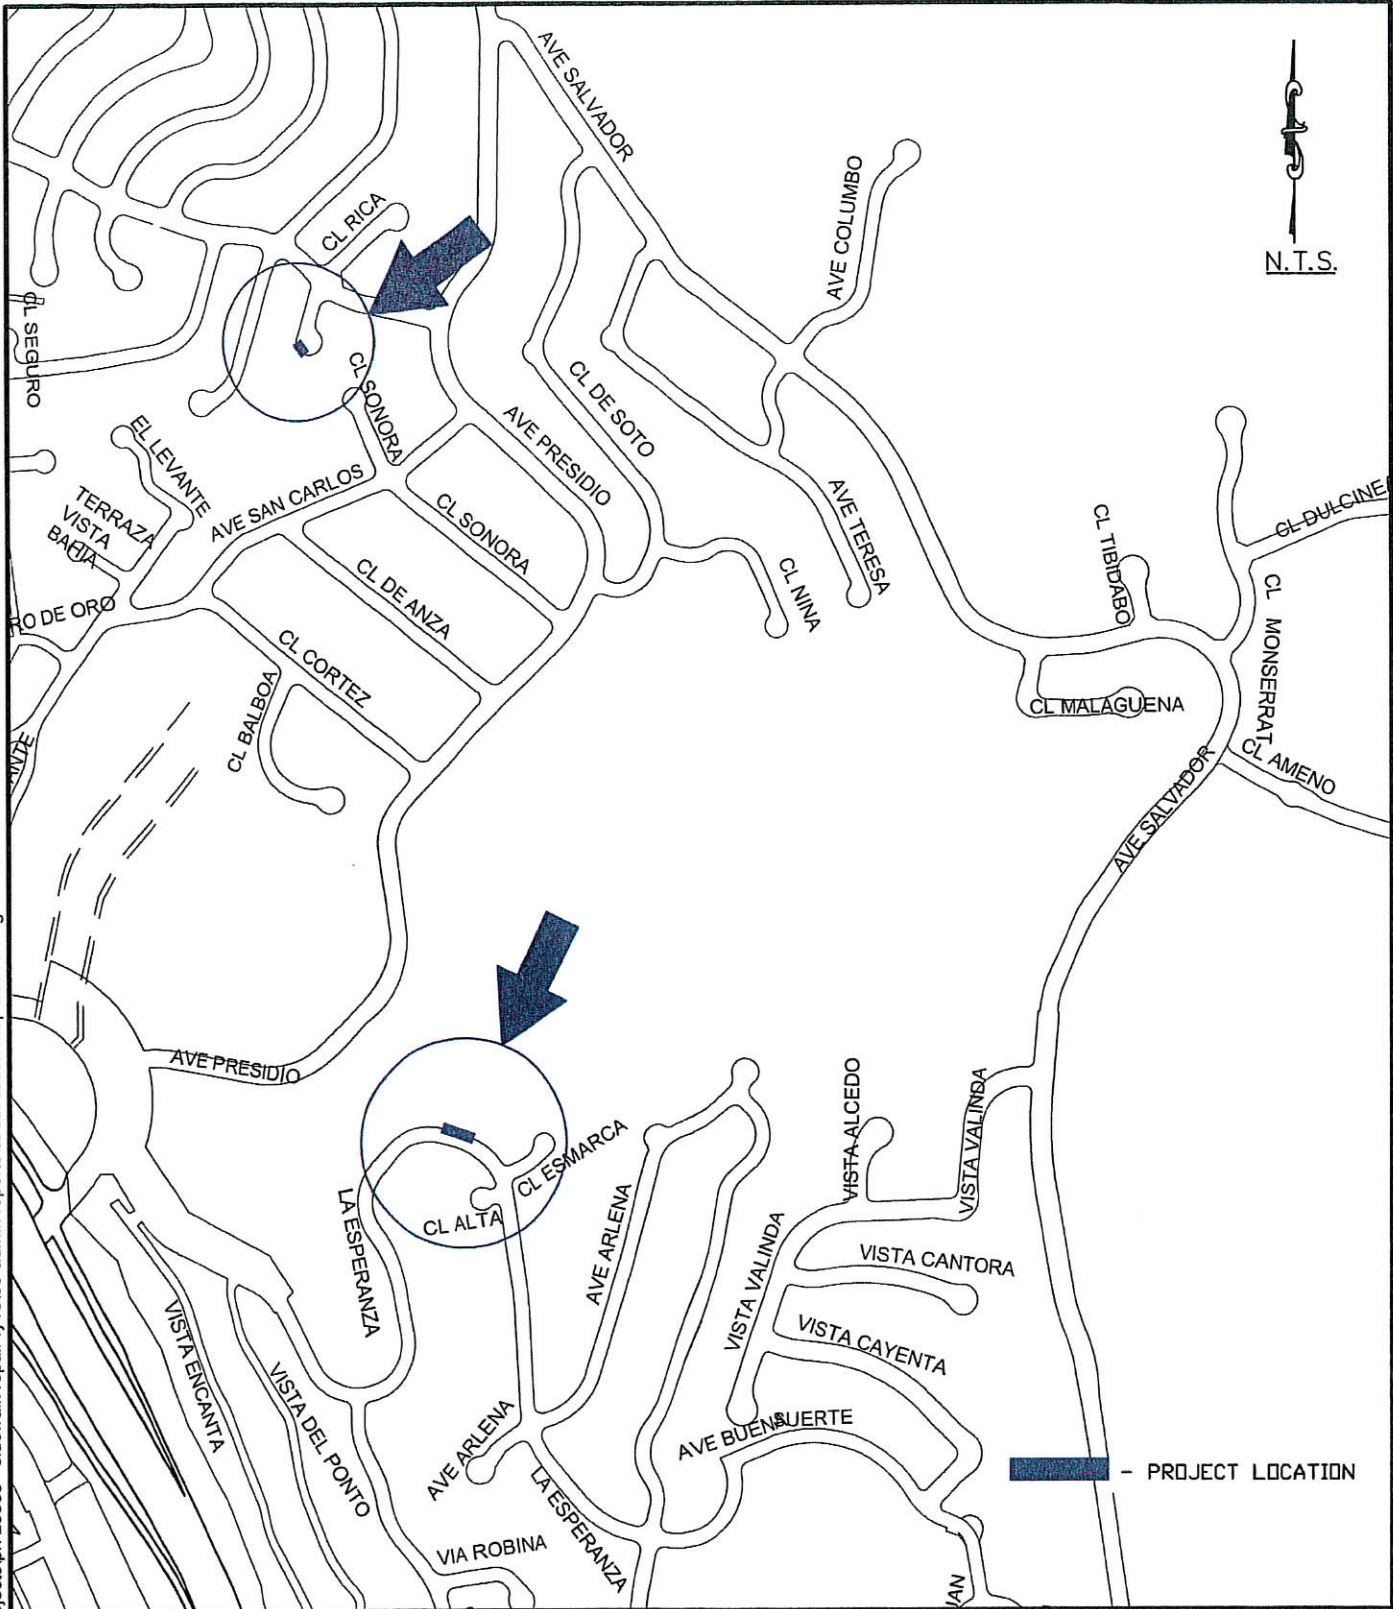 AVE SALVADOR
AVE COLUMBO
N.T.S.
CL RICA
CL SEGURO
CL SONORA
CL DE SOTO
AVE PRESIDIO
EL LEVANTE
TERRAZA
VISTA
BAHIA
AVE SAN CARLOS
CL SONORA
AVE TERESA
CL TIBIDABO
CL DULCINEA
CL NINA
CL DE ANZA
RO DE ORO
CL CORTEZ
CL MONSERRAT
CL BALBOA
CL MALAGUENA
ANTE
CL AMENO
AVE SALVADOR
AVE PRESIDIO
CL ESMARCA
VISTA ALCEDO
VISTA VALINDA
LA ESPERANZA
CL ALTA
AVE ARLENA
VISTA VALINDA
VISTA CANTORA
VISTA CAYENTA
VISTA ENCANTA
VISTA DEL PONTO
AVE ARLENA
AVE BUENA SUERTE
LA ESPERANZA
- PROJECT LOCATION
VIA ROBINA